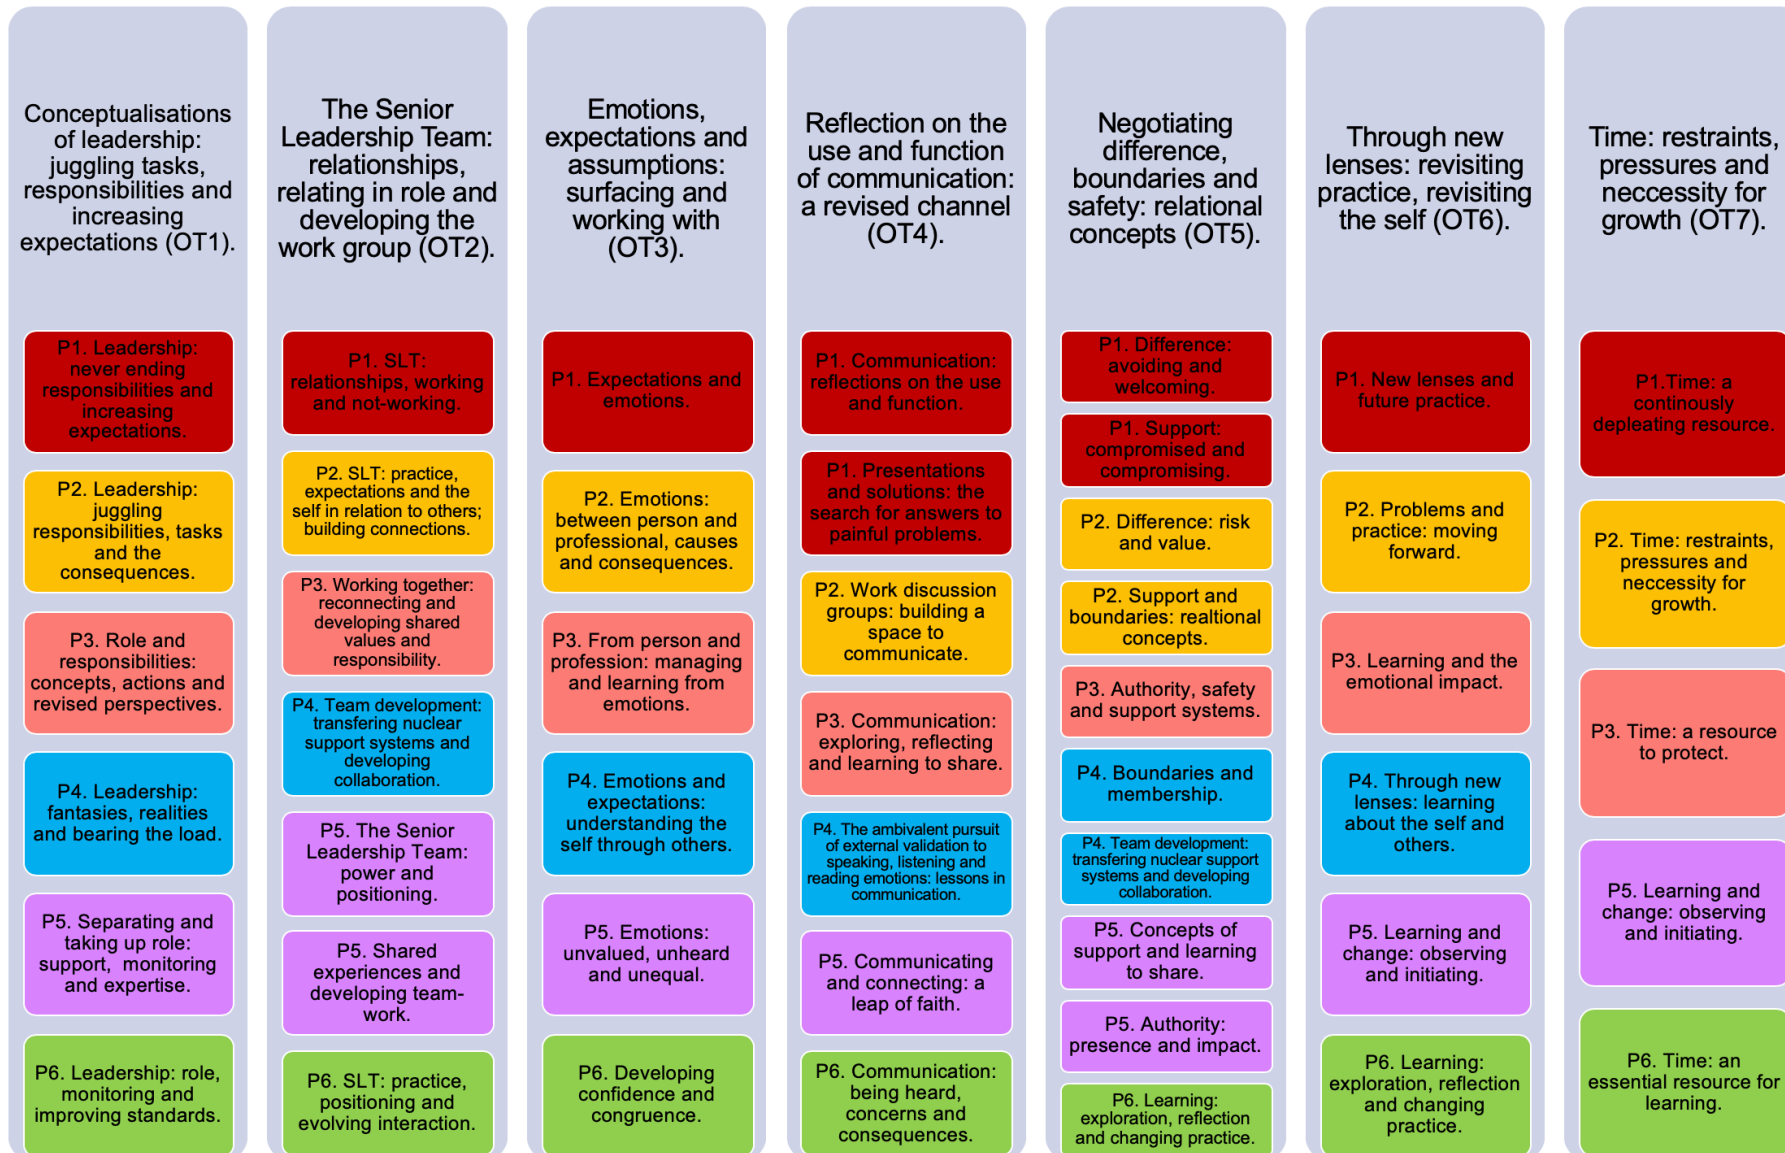 Conceptualisations
of leadership:
juggling tasks,
responsibilities and
increasing
expectations (OT1).
P1. Leadership:
never ending
responsibilities and
increasing
expectations.
P2. Leadership:
juggling
responsibilities, tasks
and the
consequences.
P3. Role and
responsibilities:
concepts, actions and
revised perspectives.
P4. Leadership:
fantasies, realities
and bearing the load.
P5. Separating and
taking up role:
support, monitoring
and expertise.
P6. Leadership: role,
monitoring and
improving standards.
The Senior
Leadership Team:
relationships,
relating in role and
developing the
work group (OT2).
P1. SLT:
relationships, working
and not-working.
P2. SLT: practice,
expectations and the
self in relation to others;
building connections.
P3. Working together:
reconnecting and
developing shared
values and
responsibility.
P4. Team development:
transfering nuclear
support systems and
developing
collaboration.
P5. The Senior
Leadership Team:
power and
positioning.
P5. Shared
experiences and
developing team-
work.
P6. SLT: practice,
positioning and
evolving interaction.
Emotions,
expectations and
assumptions:
surfacing and
working with
(OT3).
P1. Expectations and
emotions.
P2. Emotions:
between person and
professional, causes
and consequences.
P3. From person and
profession: managing
and learning from
emotions.
P4. Emotions and
expectations:
understanding the
self through others.
P5. Emotions:
unvalued, unheard
and unequal.
P6. Developing
confidence and
congruence.
Reflection on the
use and function
of communication:
a revised channel
(OT4).
P1. Communication:
reflections on the use
and function.
P1. Presentations
and solutions: the
search for answers to
painful problems.
P2. Work discussion
groups: building a
space to
communicate.
P3. Communication:
exploring, reflecting
and learning to share.
P4. The ambivalent pursuit
of external validation to
speaking, listening and
reading emotions: lessons in
communication.
P5. Communicating
and connecting: a
leap of faith.
P6. Communication:
being heard,
concerns and
consequences.
Negotiating
difference,
boundaries and
safety: relational
concepts (OT5).
P1. Difference:
avoiding and
welcoming.
P1. Support:
compromised and
compromising.
P2. Difference: risk
and value.
P2. Support and
boundaries: realtional
concepts.
P3. Authority, safety
and support systems.
P4. Boundaries and
membership.
P4. Team development:
transfering nuclear support
systems and developing
collaboration.
P5. Concepts of
support and learning
to share.
P5. Authority:
presence and impact.
P6. Learning:
exploration, reflection
and changing practice.
Through new
lenses: revisiting
practice, revisiting
the self (OT6).
P1. New lenses and
future practice.
P2. Problems and
practice: moving
forward.
P3. Learning and the
emotional impact.
P4. Through new
lenses: learning
about the self and
others.
P5. Learning and
change: observing
and initiating.
P6. Learning:
exploration, reflection
and changing
practice.
Time: restraints,
pressures and
neccessity for
growth (OT7).
P1.Time: a
continously
depleating resource.
P2. Time: restraints,
pressures and
neccessity for
growth.
P3. Time: a resource
to protect.
P5. Learning and
change: observing
and initiating.
P6. Time: an
essential resource for
learning.